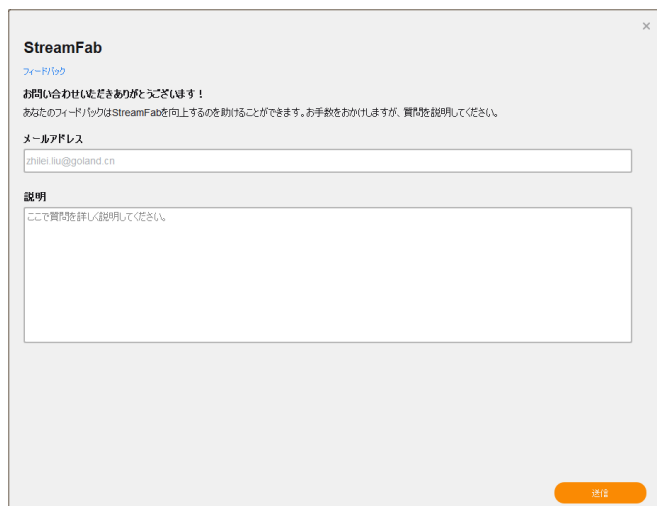 ×
StreamFab
フィードバック
お問い合わせいただきありがとうございます！
あなたのフィードバックはStreamFabを向上するのを助けることができます。お手数をおかけしますが、質問を説明してください。
メールアドレス
zhilei.liu@goland.cn
説明
ここで質問を詳しく説明してください。
送信